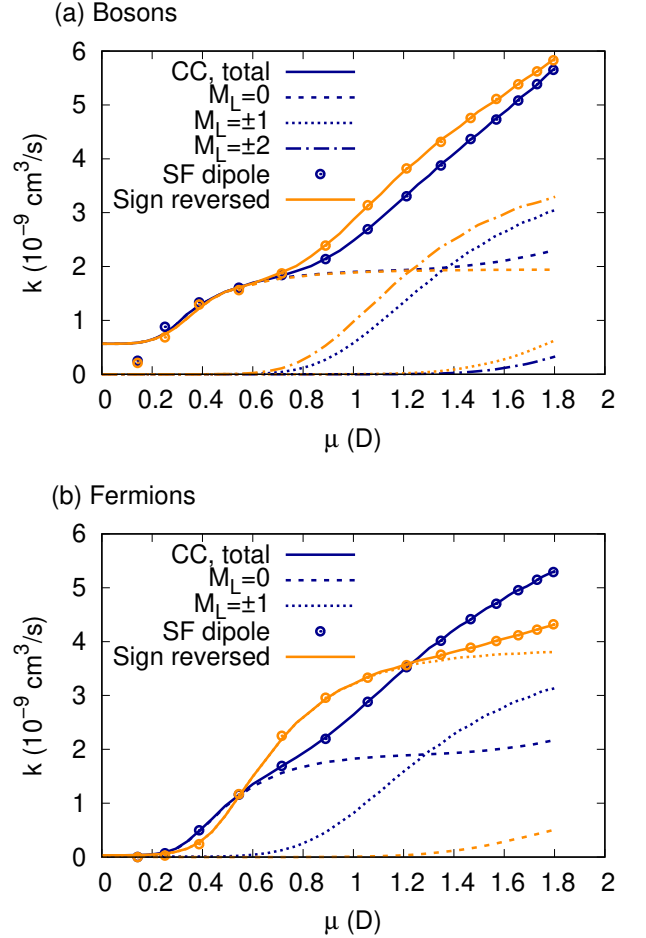 (a) Bosons
6
5
4
3
2
1
0
k (10⁻⁹ cm³/s)
CC, total
M_L=0
M_L=±1
M_L=±2
SF dipole
Sign reversed
0 0.2 0.4 0.6 0.8 1 1.2 1.4 1.6 1.8 2
μ (D)
(b) Fermions
6
5
4
3
2
1
0
k (10⁻⁹ cm³/s)
CC, total
M_L=0
M_L=±1
SF dipole
Sign reversed
0 0.2 0.4 0.6 0.8 1 1.2 1.4 1.6 1.8 2
μ (D)